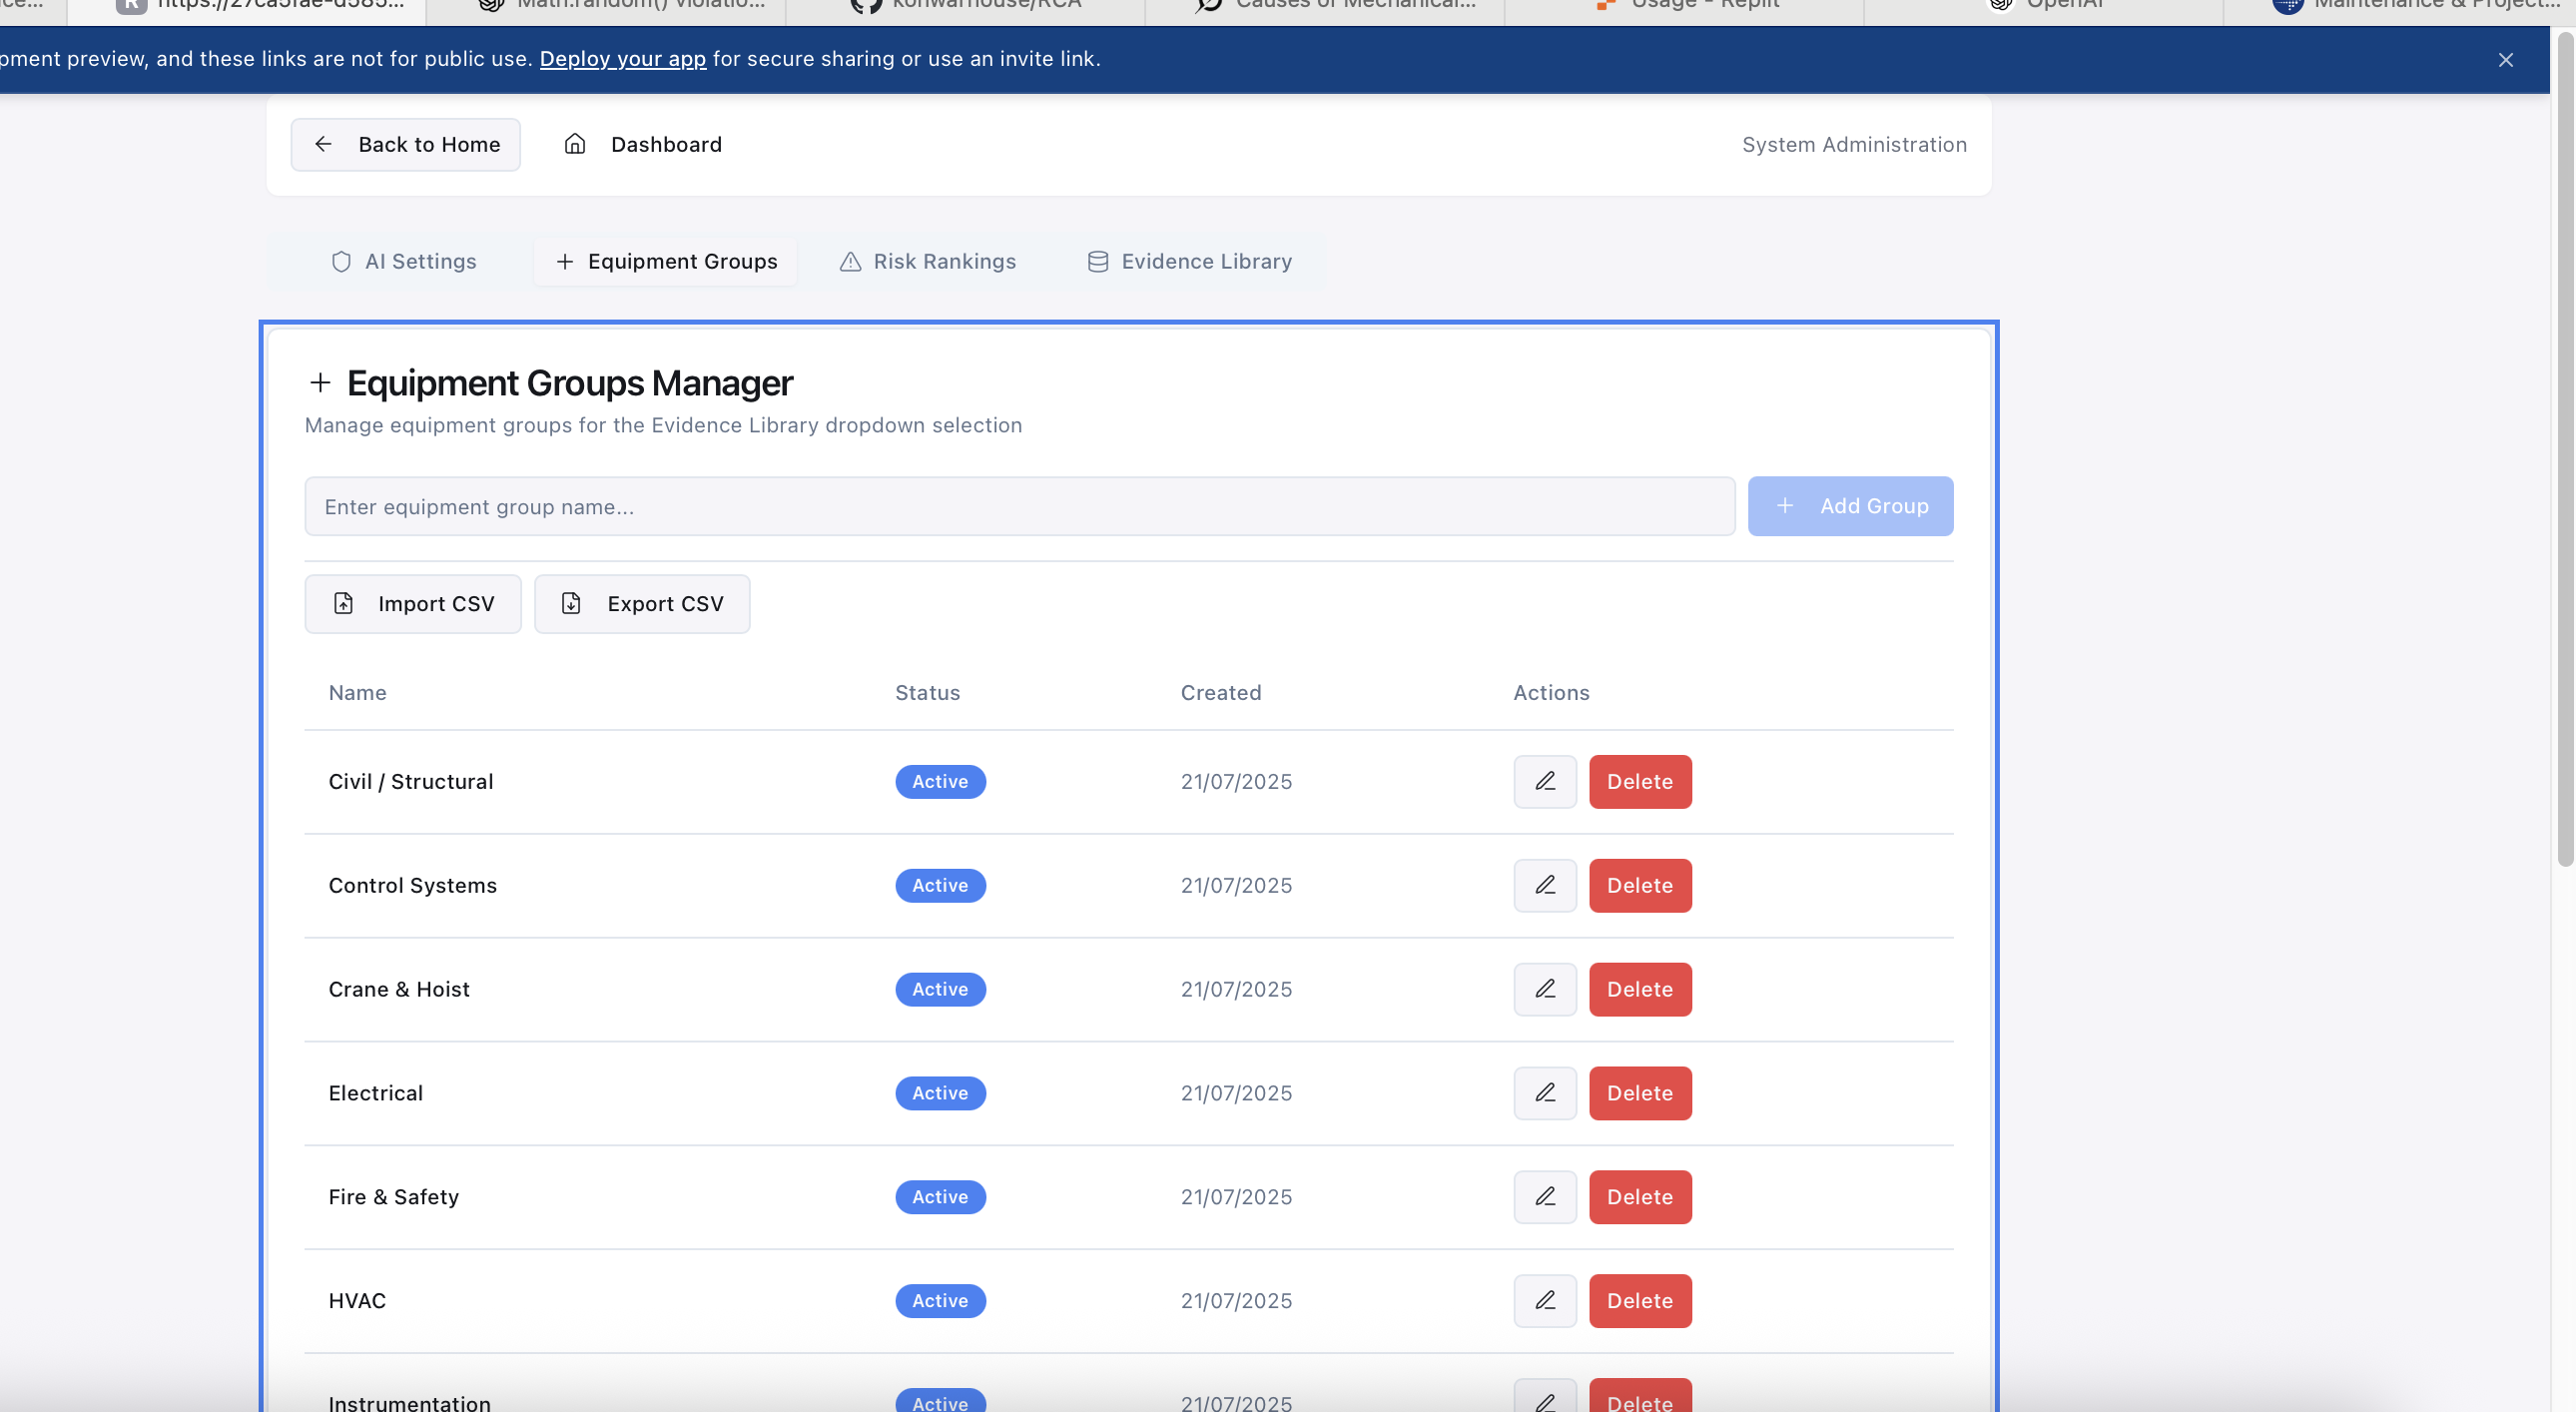 https://27ca5fae-d585...
Math.random() violatio...
konwarhouse/RCA
Causes of Mechanical...
Usage - Replit
OpenAI
Maintenance & Project...
pment preview, and these links are not for public use. Deploy your app for secure sharing or use an invite link.
Back to Home
Dashboard
System Administration
AI Settings
Equipment Groups
Risk Rankings
Evidence Library
Equipment Groups Manager
Manage equipment groups for the Evidence Library dropdown selection
Enter equipment group name...
Add Group
Import CSV
Export CSV
Name Status Created Actions
Civil / Structural Active 21/07/2025 Delete
Control Systems Active 21/07/2025 Delete
Crane & Hoist Active 21/07/2025 Delete
Electrical Active 21/07/2025 Delete
Fire & Safety Active 21/07/2025 Delete
HVAC Active 21/07/2025 Delete
Instrumentation Active 21/07/2025 Delete